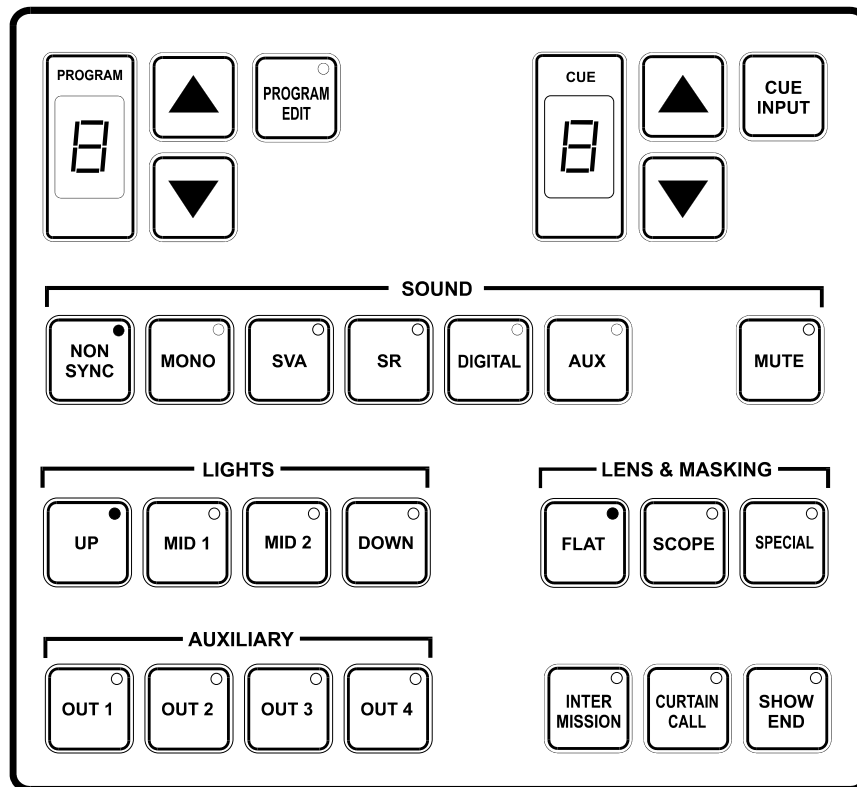 PROGRAM
8
PROGRAM
EDIT
CUE
8
CUE
INPUT
SOUND
NON
SYNC
MONO
SVA
SR
DIGITAL
AUX
MUTE
LIGHTS
UP
MID 1
MID 2
DOWN
LENS & MASKING
FLAT
SCOPE
SPECIAL
AUXILIARY
OUT 1
OUT 2
OUT 3
OUT 4
INTER
MISSION
CURTAIN
CALL
SHOW
END